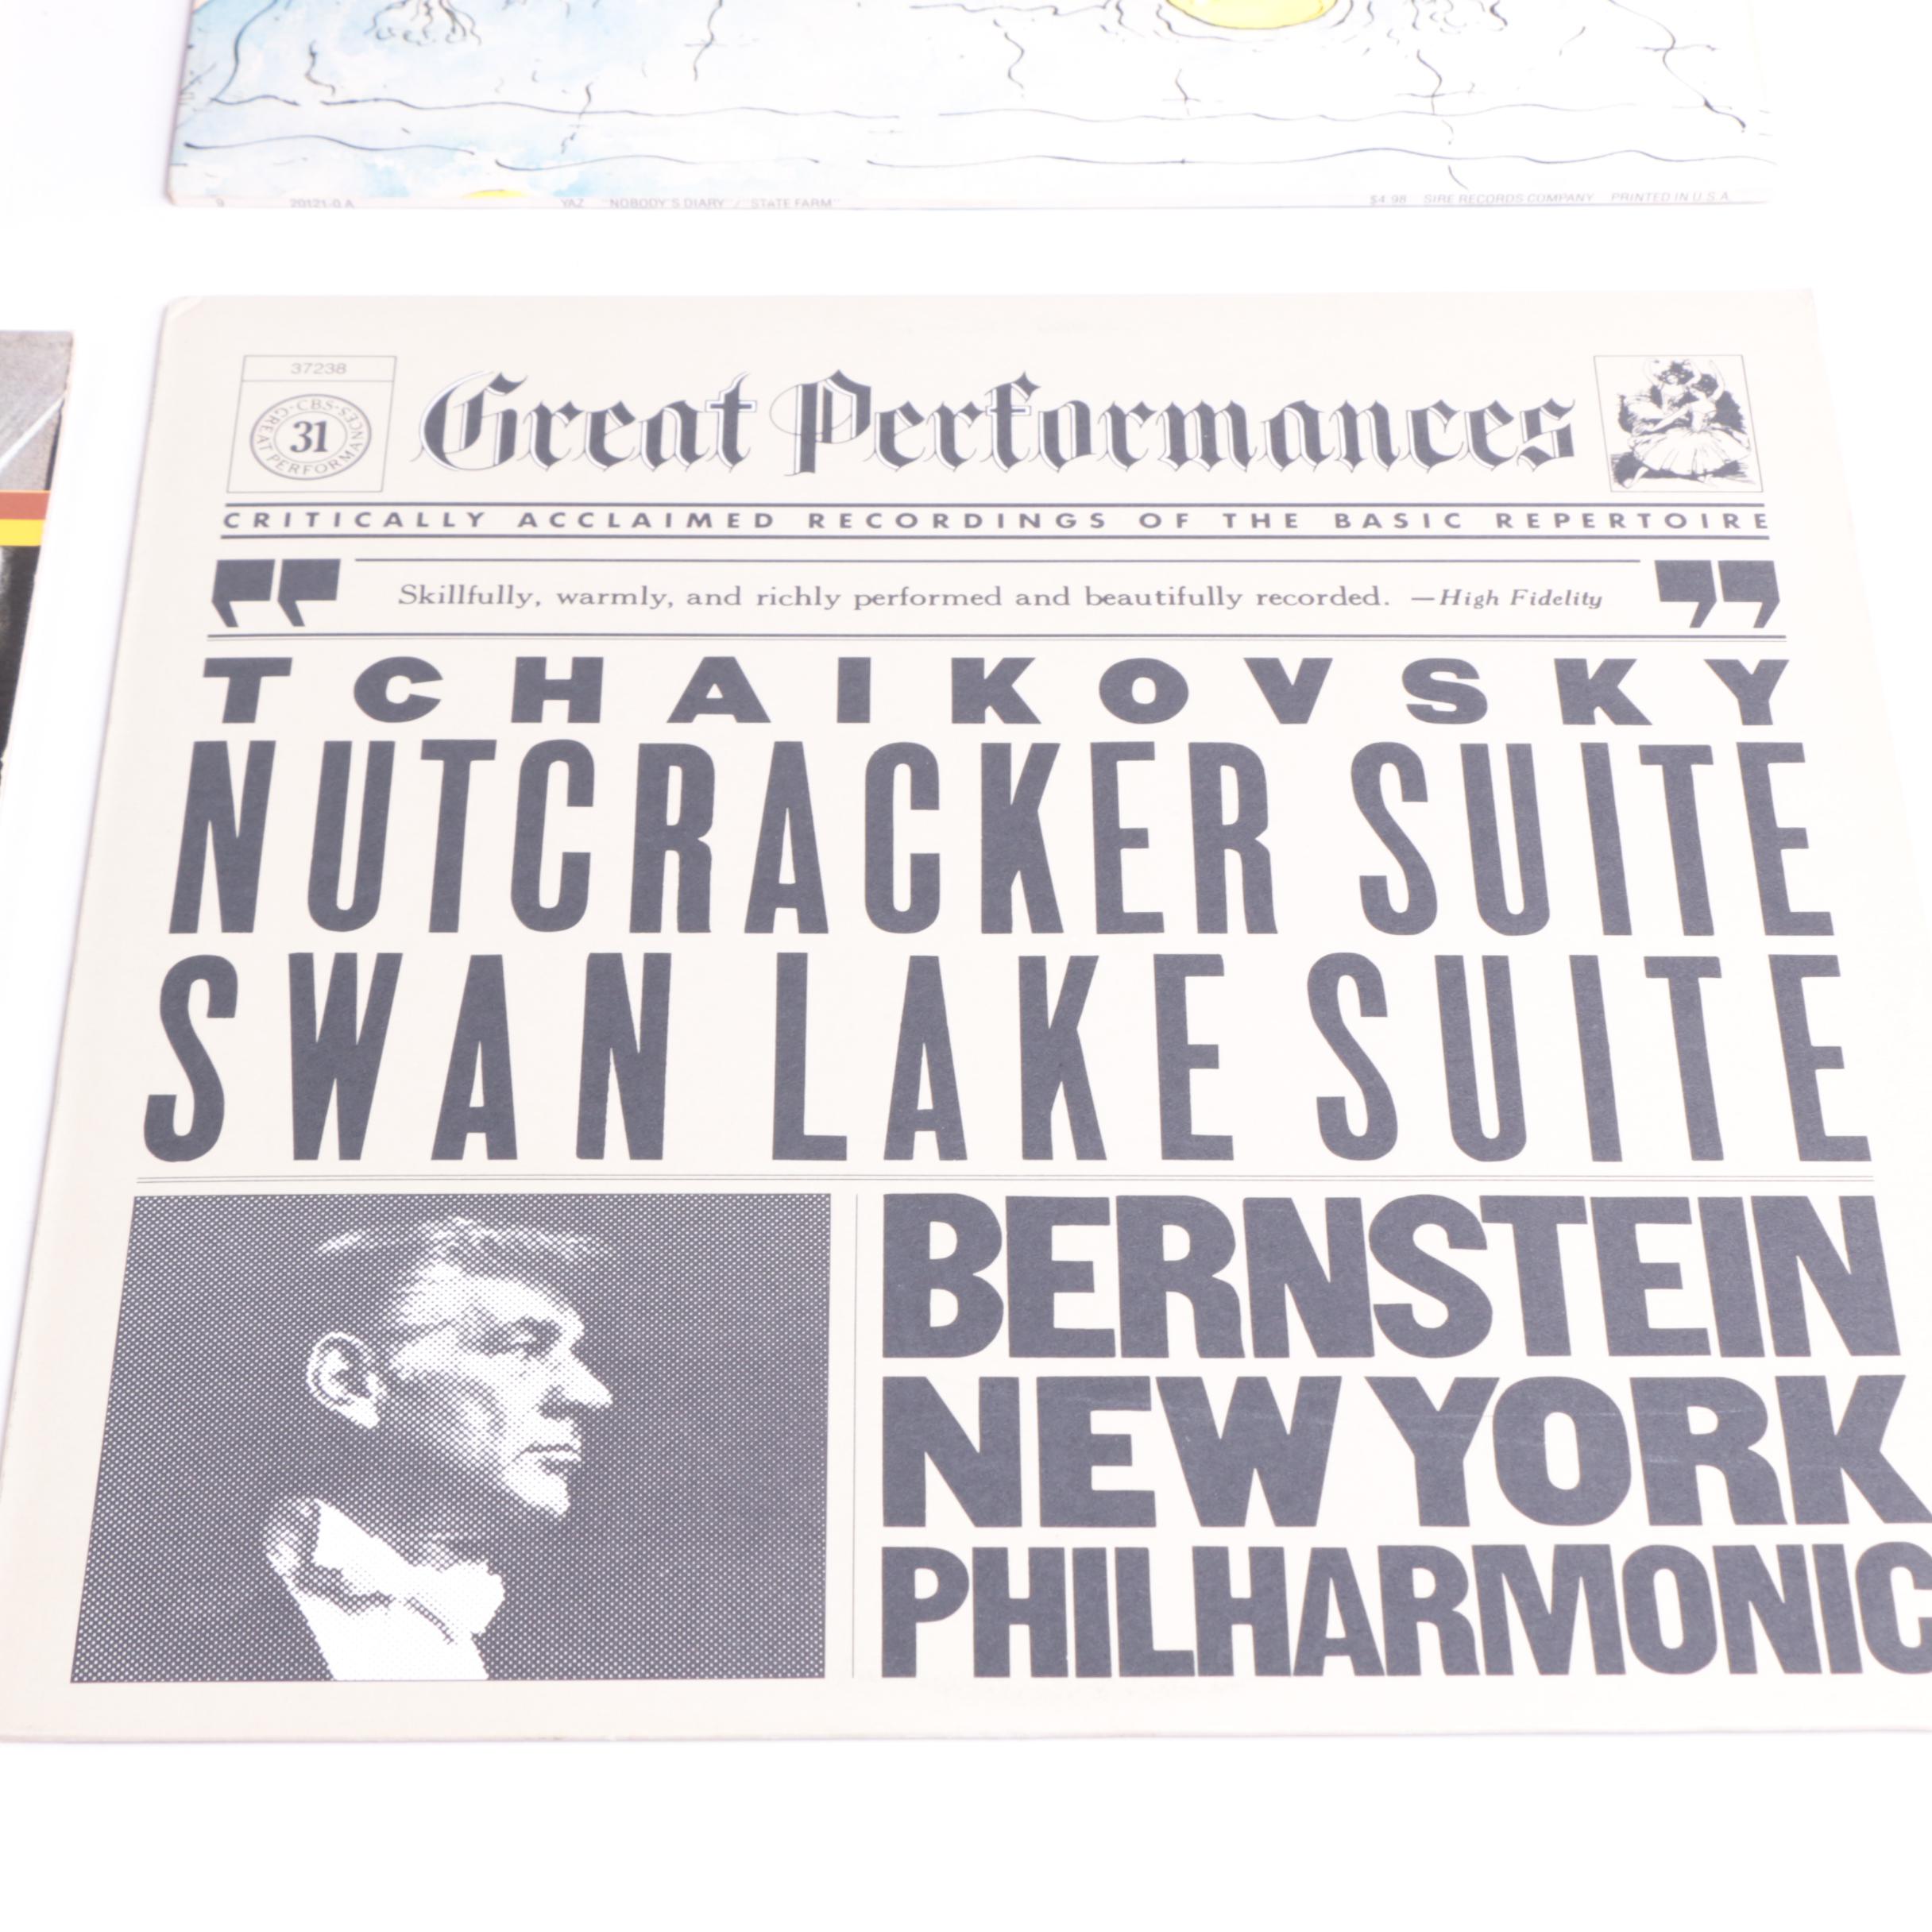 9 20121-0 A YAZ NOBODY'S DIARY / STATE FARM $4.98 SIRE RECORDS COMPANY PRINTED IN U.S.A.
37238
CBS GREAT PERFORMANCES
31
Great Performances
CRITICALLY ACCLAIMED RECORDINGS OF THE BASIC REPERTOIRE
" Skillfully, warmly, and richly performed and beautifully recorded. —High Fidelity "
TCHAIKOVSKY
NUTCRACKER SUITE
SWAN LAKE SUITE
BERNSTEIN
NEW YORK
PHILHARMONIC